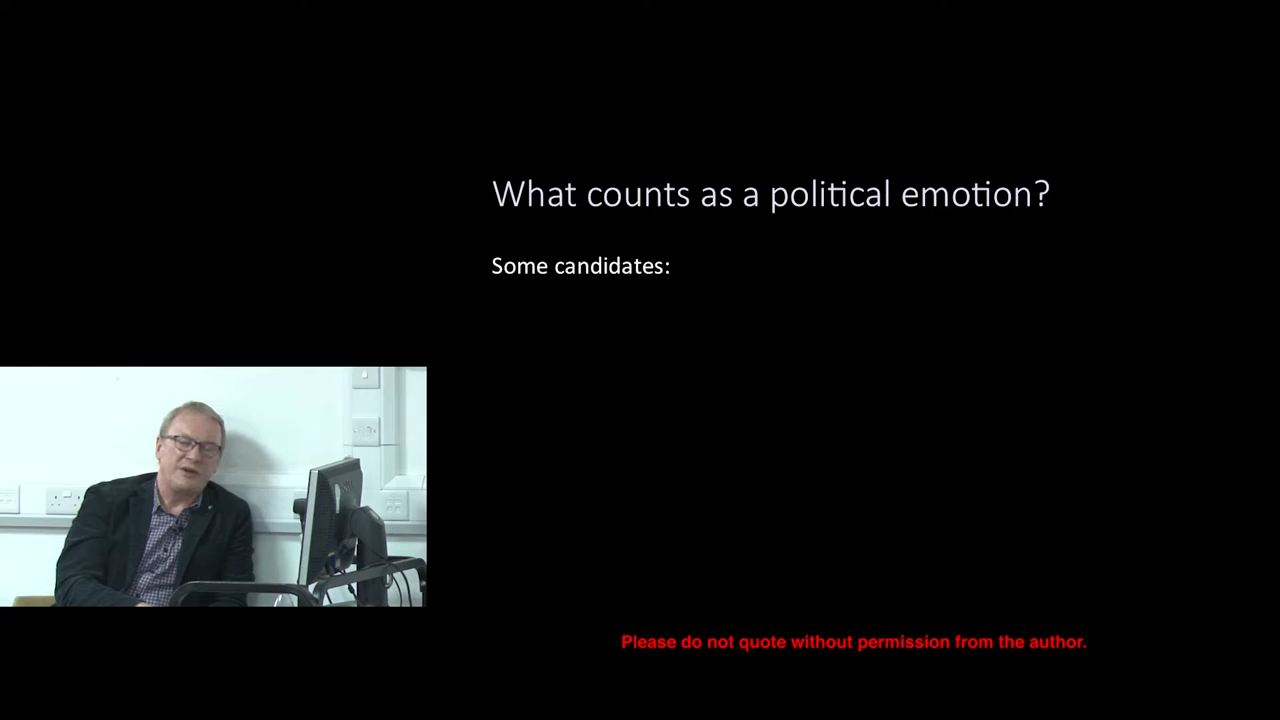 What counts as a political emotion?
Some candidates:
Please do not quote without permission from the author.